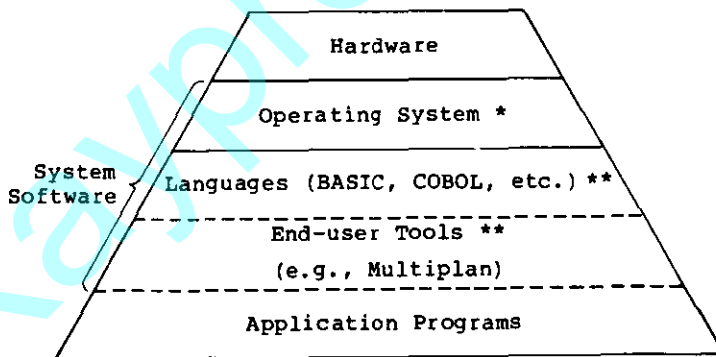 Hardware
Operating System *
System
Software
Languages (BASIC, COBOL, etc.) **
End-user Tools **
(e.g., Multiplan)
Application Programs